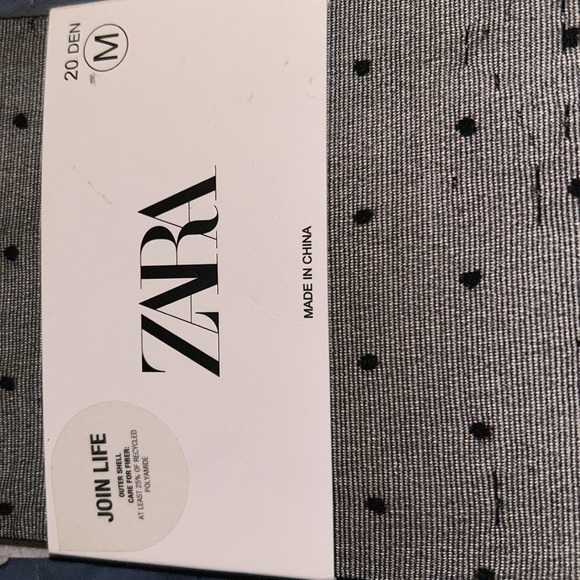 20 DEN
M
ZARA
MADE IN CHINA
JOIN LIFE
OUTER SHELL
CARE FOR FIBER:
AT LEAST 25% OF RECYCLED
POLYAMIDE